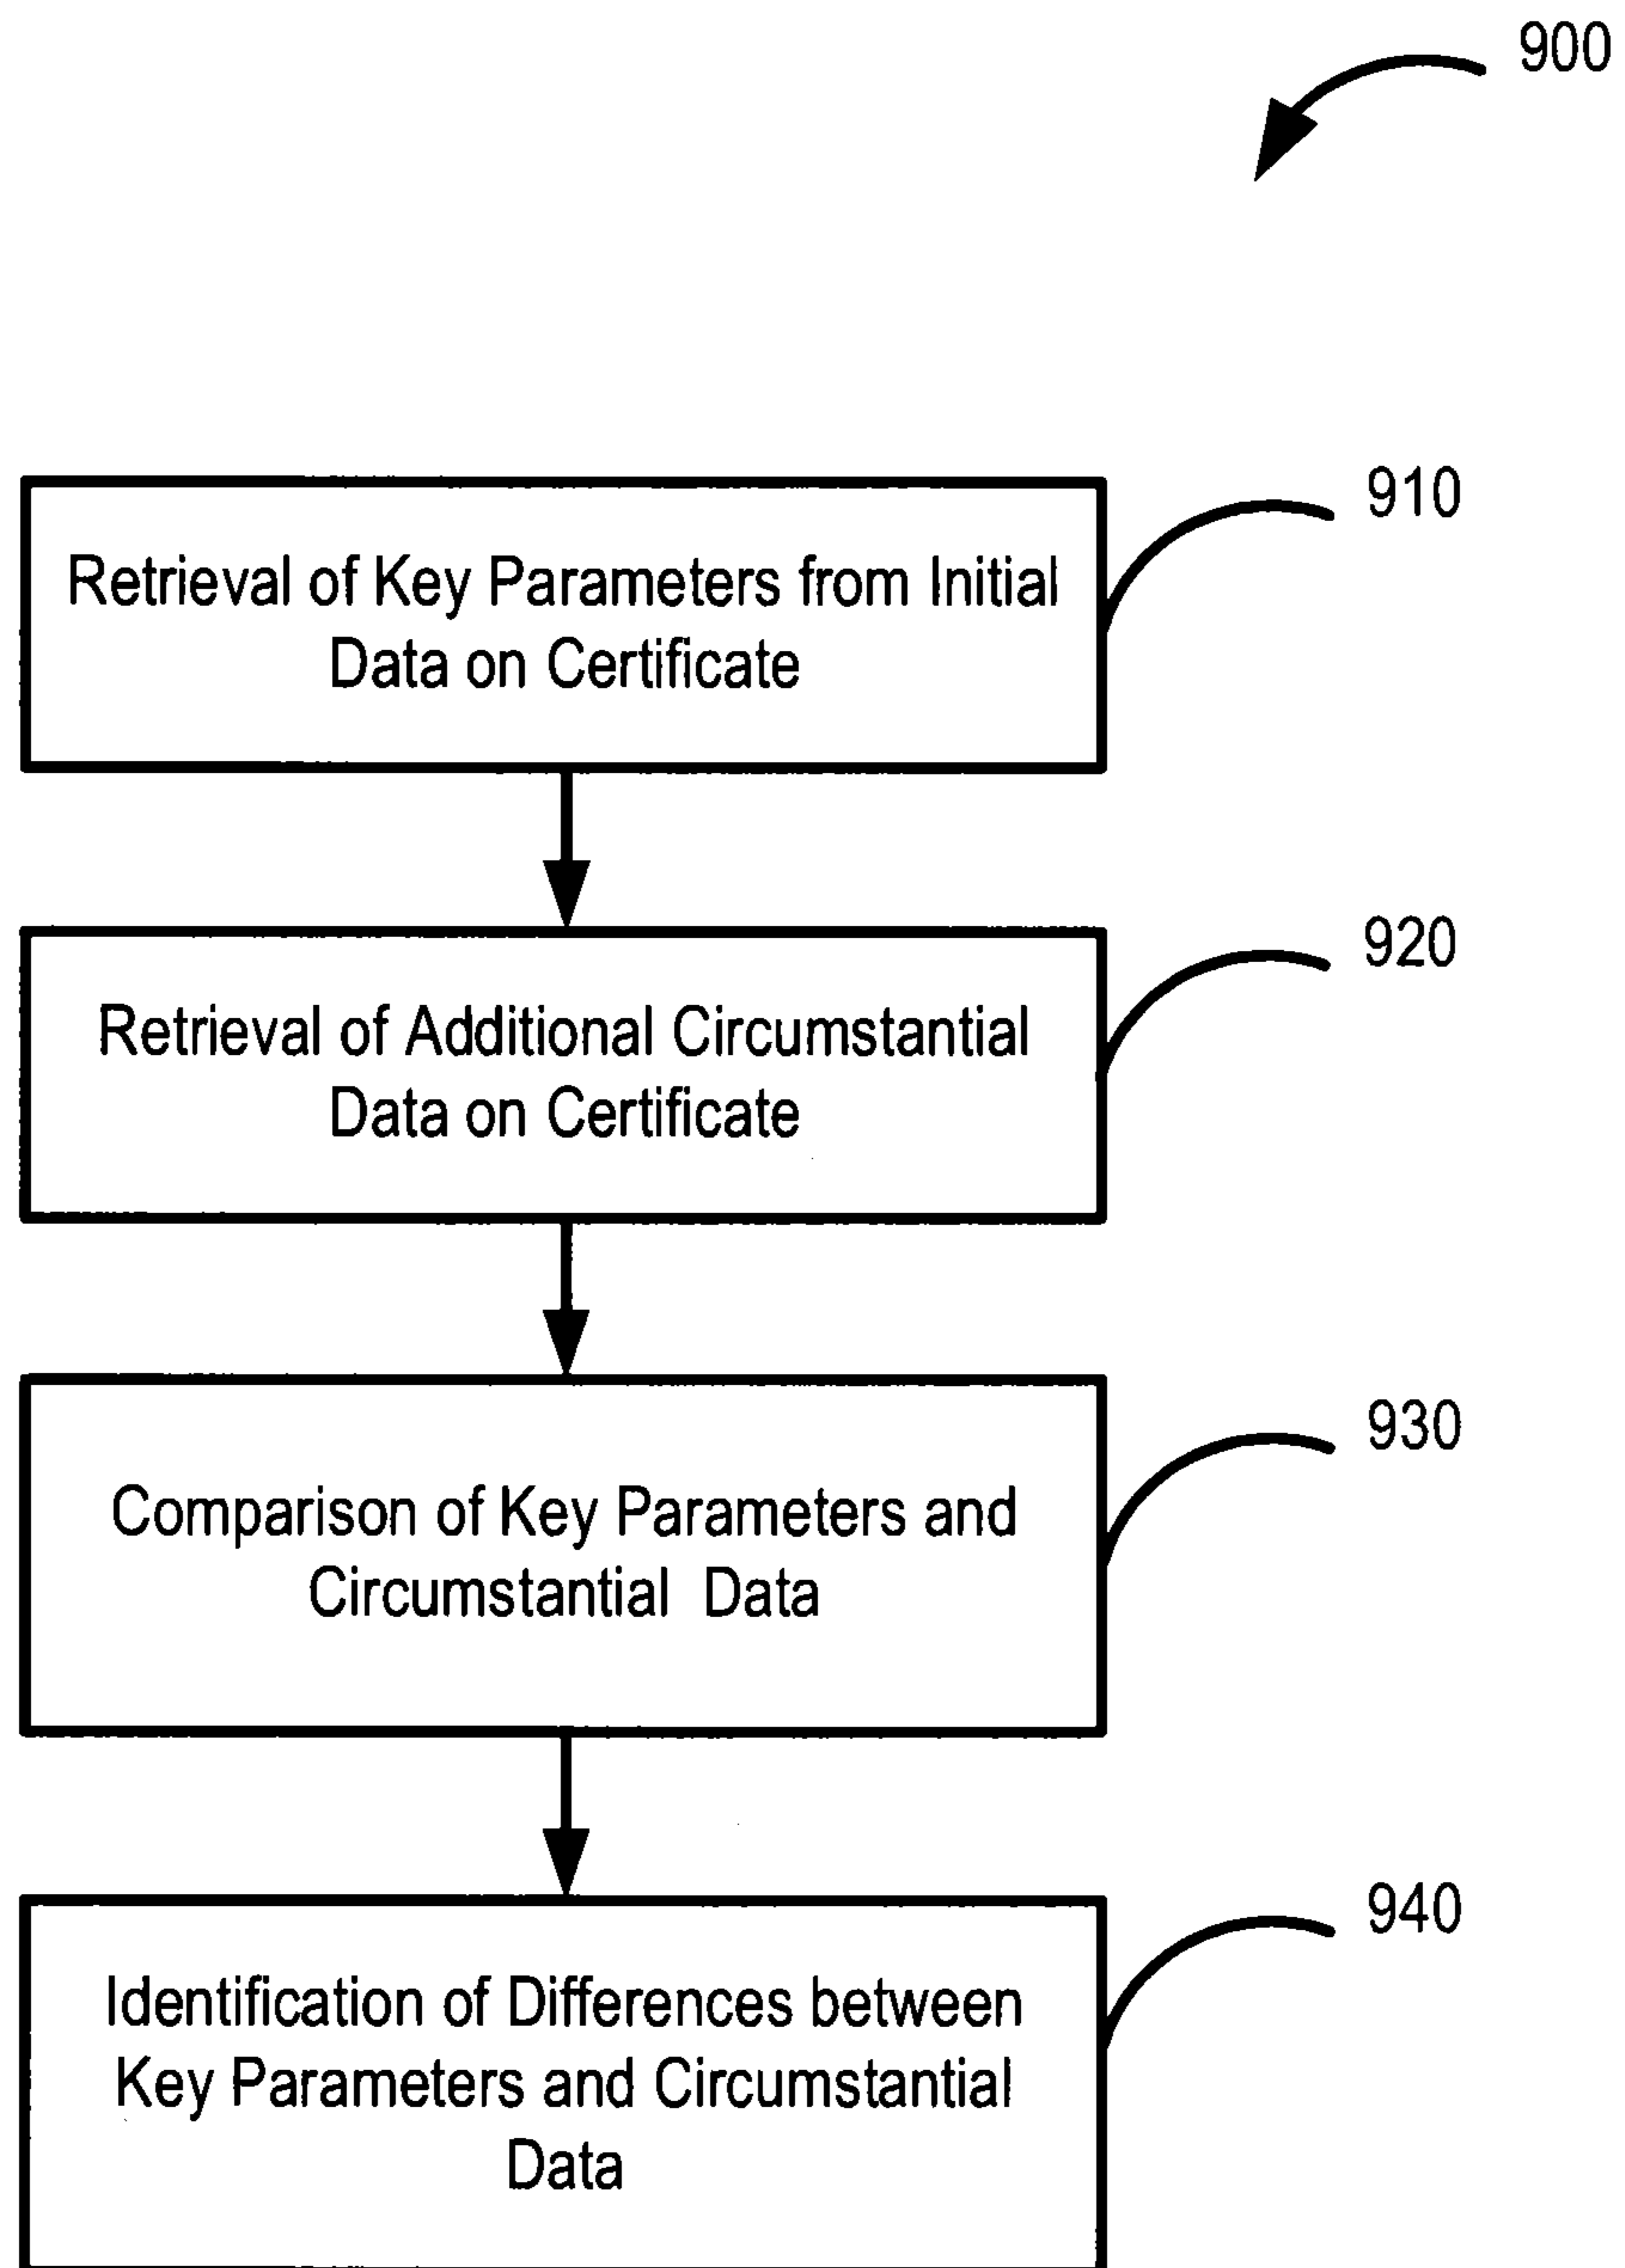 900
910
Retrieval of Key Parameters from Initial
Data on Certificate
920
Retrieval of Additional Circumstantial
Data on Certificate
930
Comparison of Key Parameters and
Circumstantial Data
940
Identification of Differences between
Key Parameters and Circumstantial
Data